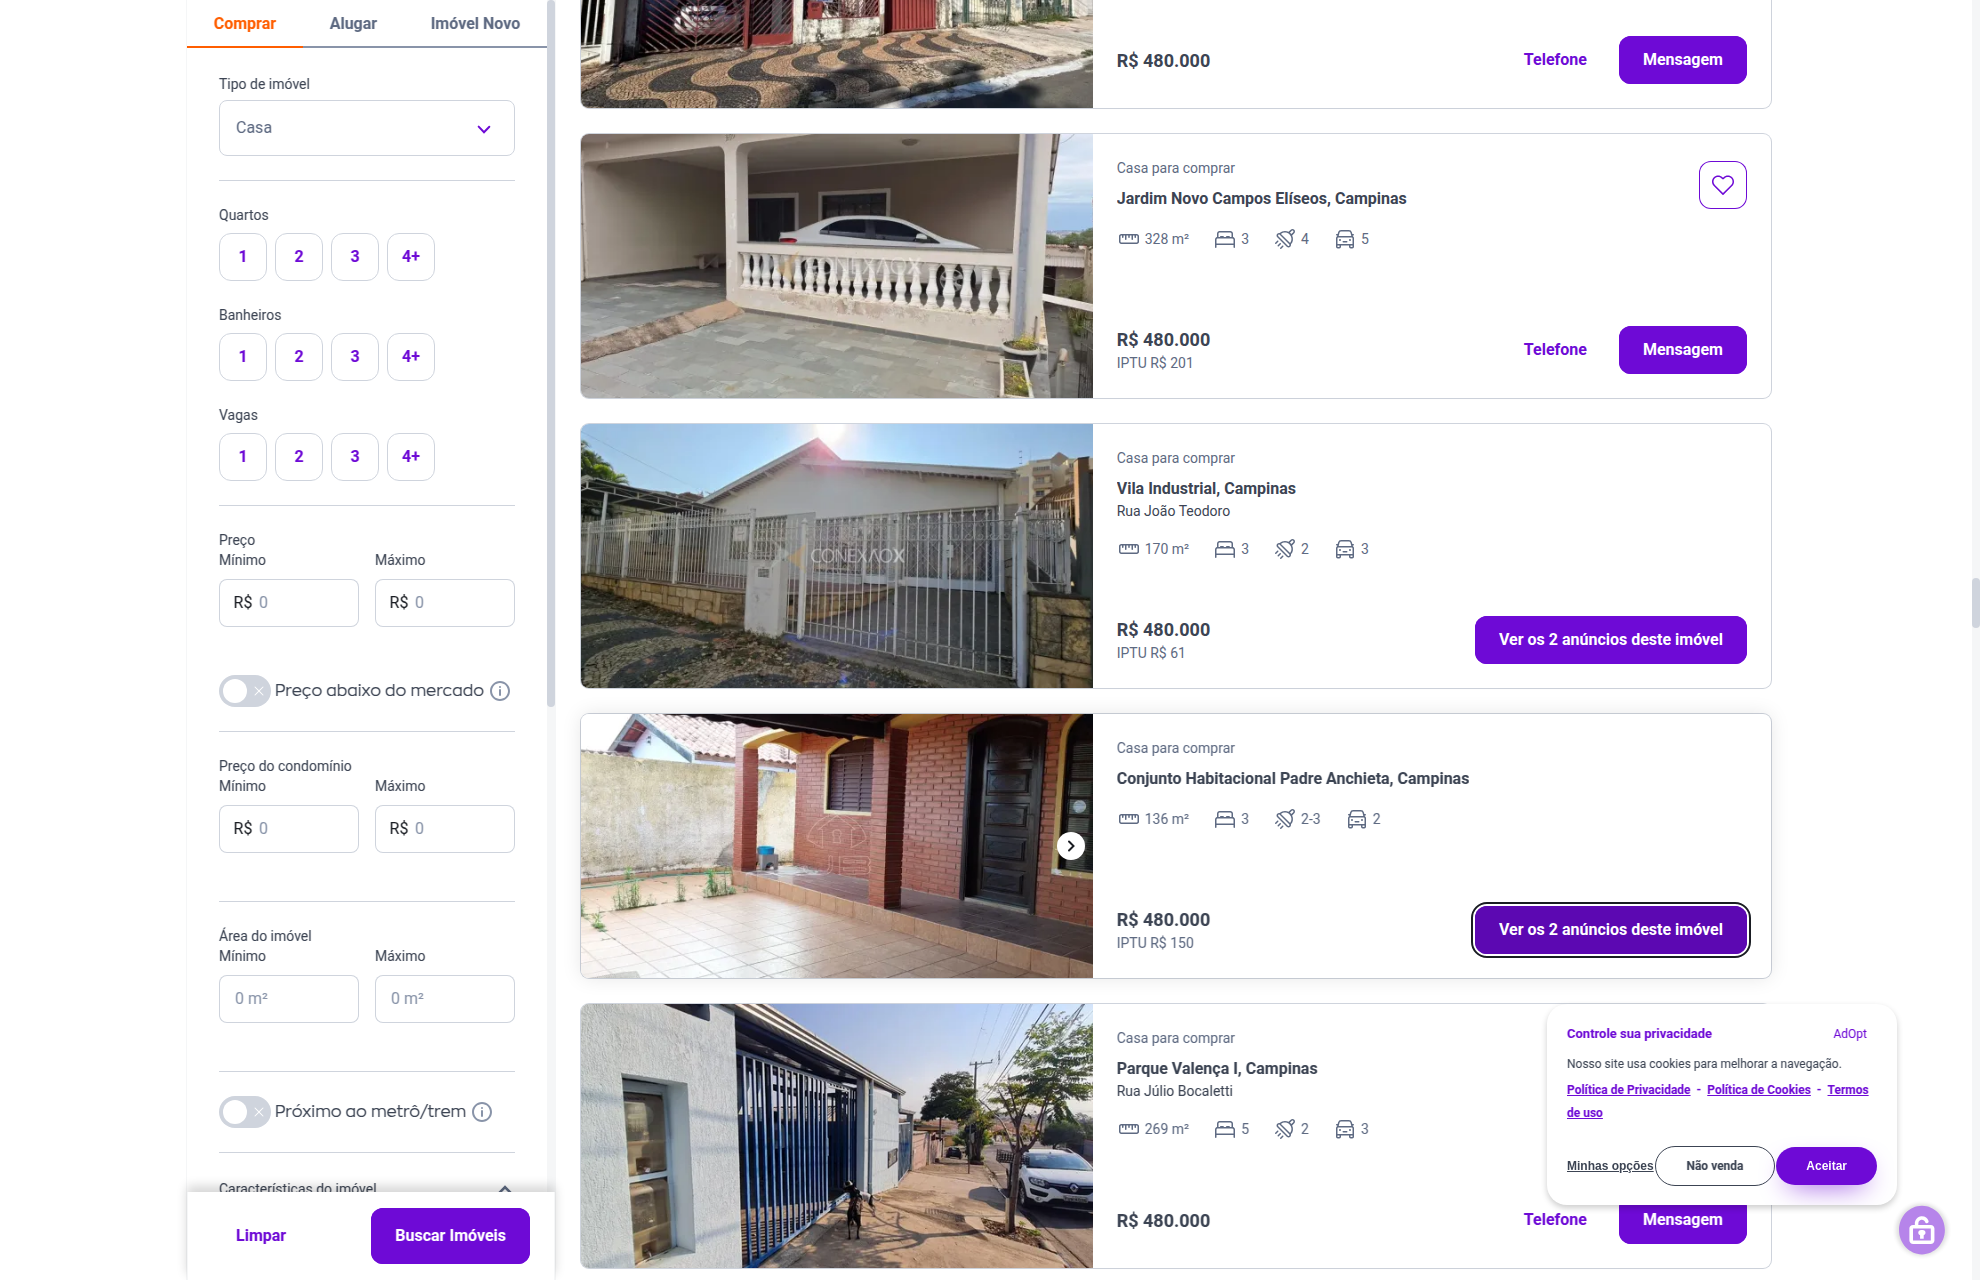 Comprar
Alugar
Imóvel Novo
Tipo de imóvel
Casa
Quartos
1
2
3
4+
Banheiros
1
2
3
4+
Vagas
1
2
3
4+
Preço
Mínimo
Máximo
R$ 0
R$ 0
Preço abaixo do mercado
Preço do condomínio
Mínimo
Máximo
R$ 0
R$ 0
Área do imóvel
Mínimo
Máximo
0 m²
0 m²
Próximo ao metrô/trem
Características do imóvel
Limpar
Buscar Imóveis
R$ 480.000
Telefone
Mensagem
CONEXAOX
Casa para comprar
Jardim Novo Campos Elíseos, Campinas
328 m²
3
4
5
R$ 480.000
IPTU R$ 201
Telefone
Mensagem
CONEXAOX
Casa para comprar
Vila Industrial, Campinas
Rua João Teodoro
170 m²
3
2
3
R$ 480.000
IPTU R$ 61
Ver os 2 anúncios deste imóvel
Casa para comprar
Conjunto Habitacional Padre Anchieta, Campinas
136 m²
3
2-3
2
R$ 480.000
IPTU R$ 150
Ver os 2 anúncios deste imóvel
Casa para comprar
Parque Valença I, Campinas
Rua Júlio Bocaletti
269 m²
5
2
3
R$ 480.000
Telefone
Mensagem
Controle sua privacidade
AdOpt
Nosso site usa cookies para melhorar a navegação.
Política de Privacidade - Política de Cookies - Termos
de uso
Minhas opções
Não venda
Aceitar